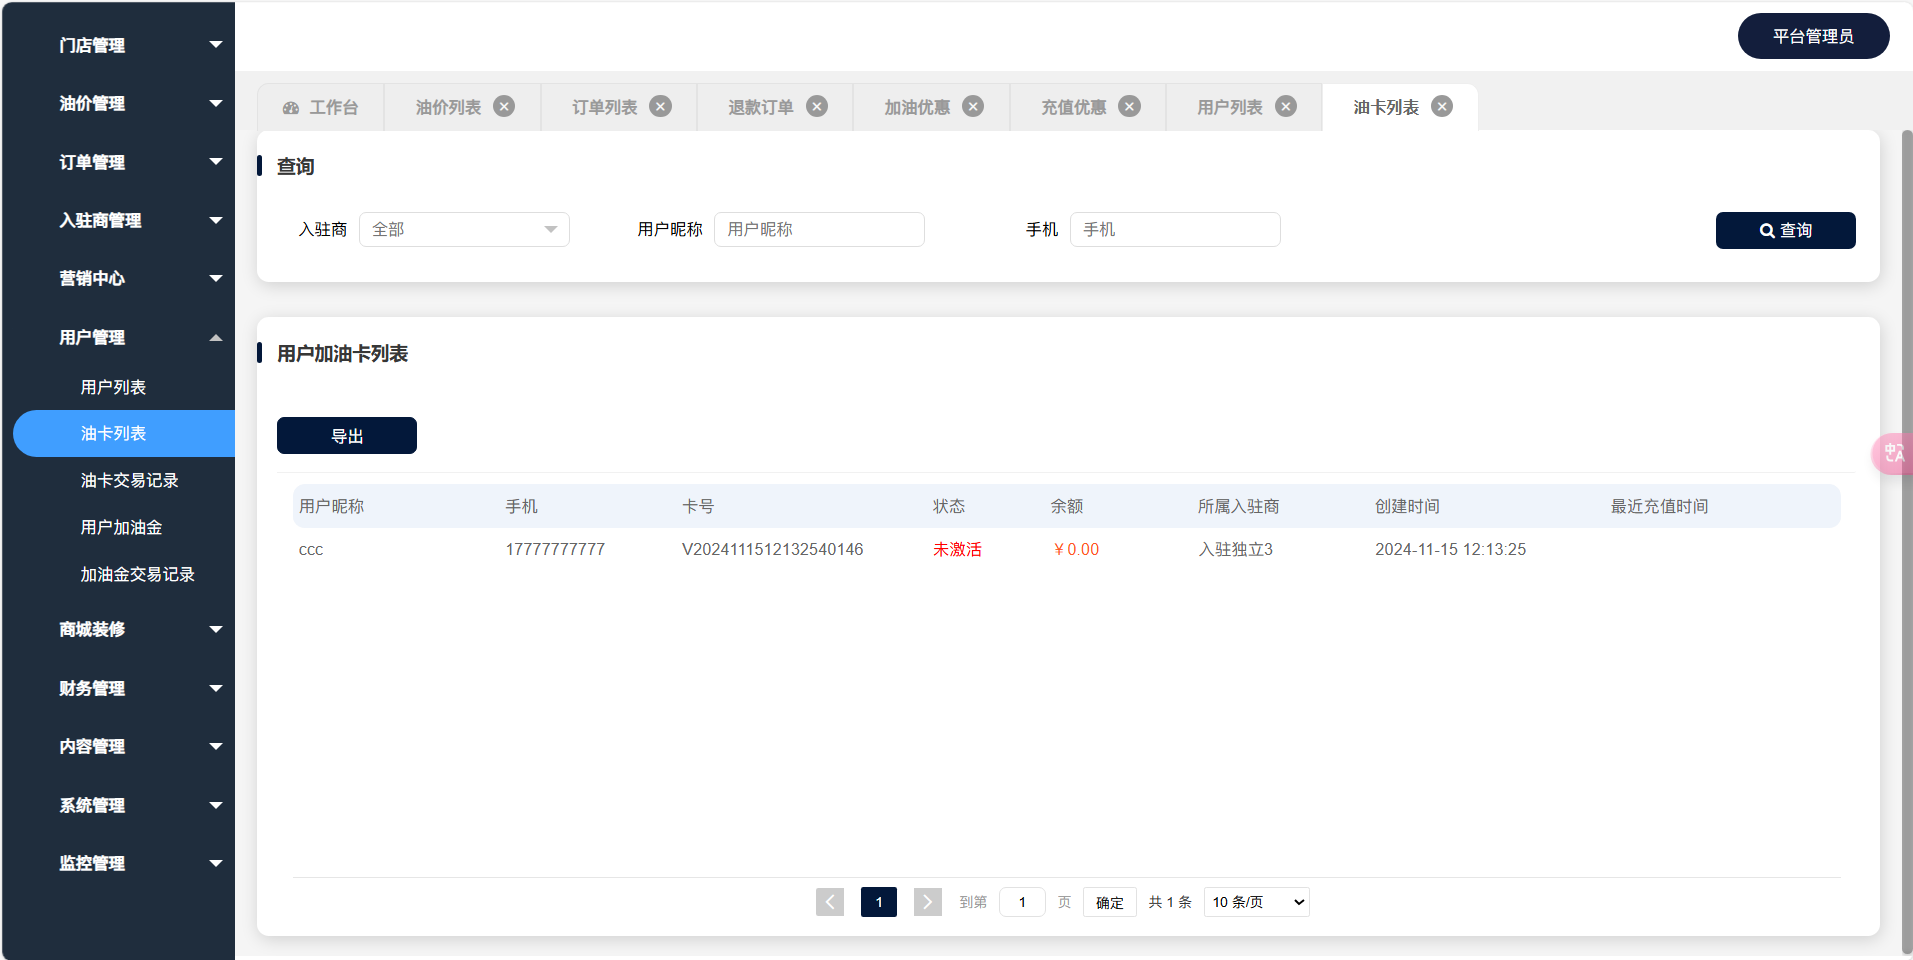 平台管理员
门店管理
油价管理
订单管理
入驻商管理
营销中心
用户管理
用户列表
油卡列表
油卡交易记录
用户加油金
加油金交易记录
商城装修
财务管理
内容管理
系统管理
监控管理
工作台 油价列表 订单列表 退款订单 加油优惠 充值优惠 用户列表 油卡列表
查询
入驻商 全部 用户昵称 用户昵称 手机 手机 查询
用户加油卡列表
导出
用户昵称 手机 卡号 状态 余额 所属入驻商 创建时间 最近充值时间
ccc 17777777777 V2024111512132540146 未激活 ￥0.00 入驻独立3 2024-11-15 12:13:25
1 到第 1 页 确定 共 1 条 10 条/页
中A